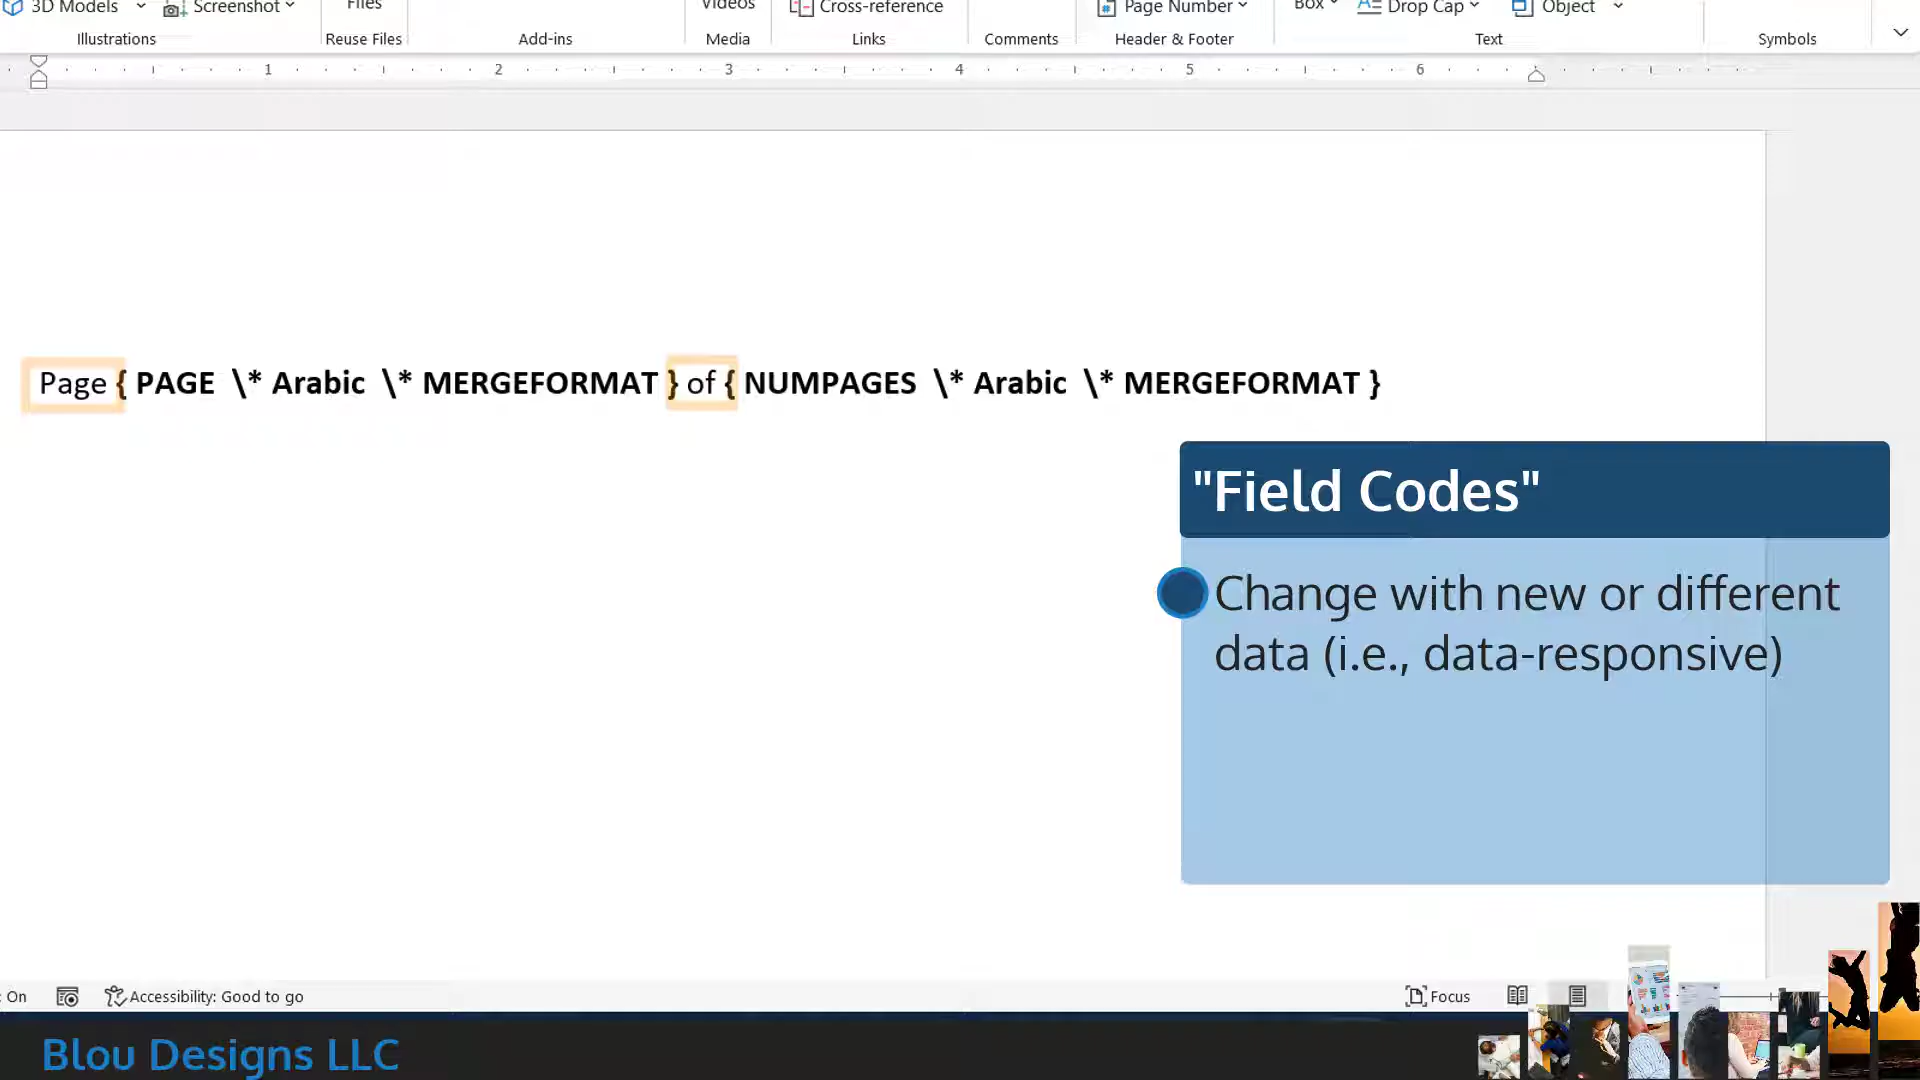 3D Models Screenshot Files Videos Cross-reference Page Number Box Drop Cap Object
Illustrations Reuse Files Add-ins Media Links Comments Header & Footer Text Symbols
1 2 3 4 5 6
Page { PAGE \* Arabic \* MERGEFORMAT } of { NUMPAGES \* Arabic \* MERGEFORMAT }
"Field Codes"
Change with new or different
data (i.e., data-responsive)
: On Accessibility: Good to go Focus
Blou Designs LLC